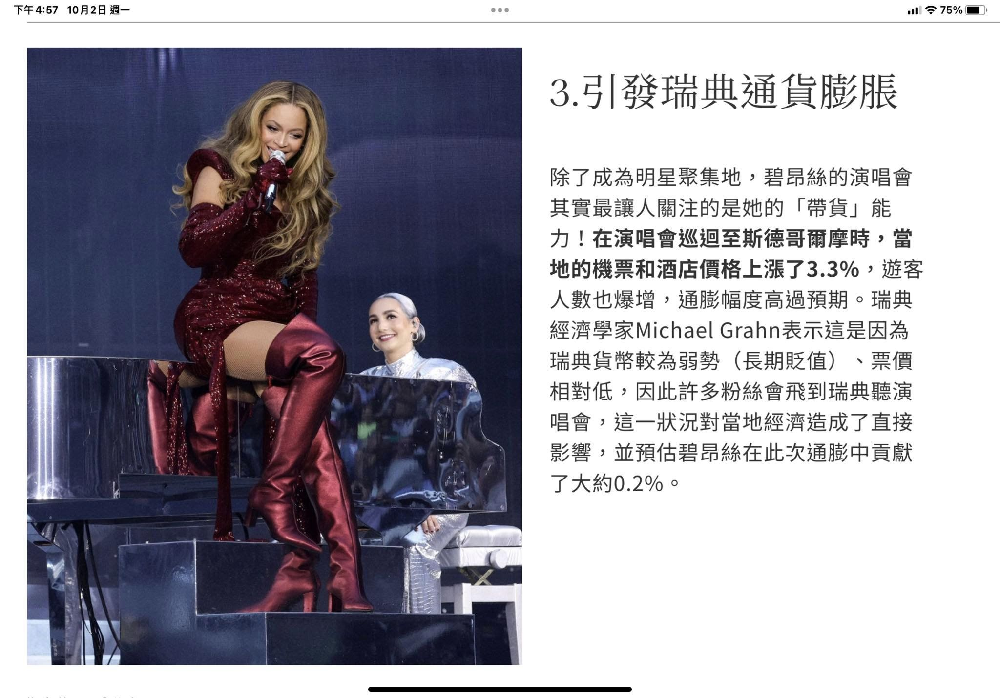 下午4:57 10月2日 週一
75%
3.引發瑞典通貨膨脹
除了成為明星聚集地，碧昂絲的演唱會
其實最讓人關注的是她的「帶貨」能
力！在演唱會巡迴至斯德哥爾摩時，當
地的機票和酒店價格上漲了3.3%，遊客
人數也爆增，通膨幅度高過預期。瑞典
經濟學家Michael Grahn表示這是因為
瑞典貨幣較為弱勢（長期貶值）、票價
相對低，因此許多粉絲會飛到瑞典聽演
唱會，這一狀況對當地經濟造成了直接
影響，並預估碧昂絲在此次通膨中貢獻
了大約0.2%。